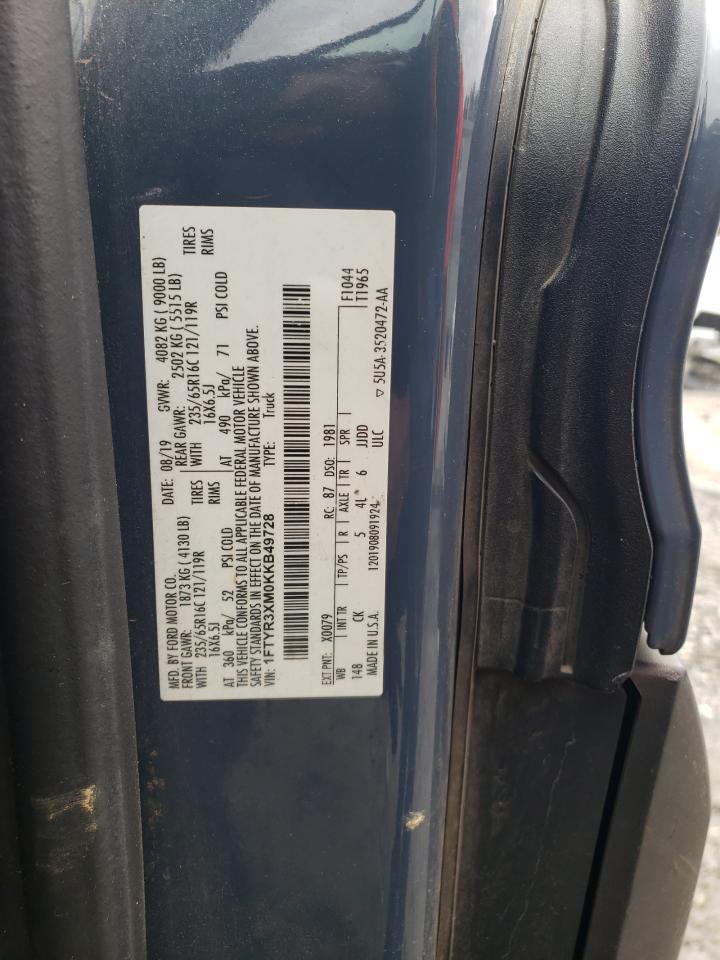 MFD. BY FORD MOTOR CO. DATE: 08/19 GVWR: 4082 KG ( 9000 LB)
FRONT GAWR: 1873 KG ( 4130 LB) REAR GAWR: 2502 KG ( 5515 LB)
WITH 235/65R16C 121/119R TIRES WITH 235/65R16C 121/119R TIRES
16X6.5J RIMS 16X6.5J RIMS
AT 360 kPa/ 52 PSI COLD AT 490 kPa/ 71 PSI COLD
THIS VEHICLE CONFORMS TO ALL APPLICABLE FEDERAL MOTOR VEHICLE
SAFETY STANDARDS IN EFFECT ON THE DATE OF MANUFACTURE SHOWN ABOVE.
VIN: 1FTYR3XM0KKB49728 TYPE: Truck
EXT PNT: X0079 RC: 87 DSO: 1981 F1044
WB INT TR TP/PS R AXLE TR SPR T1965
148 CK 5 4L 6 JJDD
MADE IN U.S.A. 1201908091924 ULC 5U5A-3520472-AA